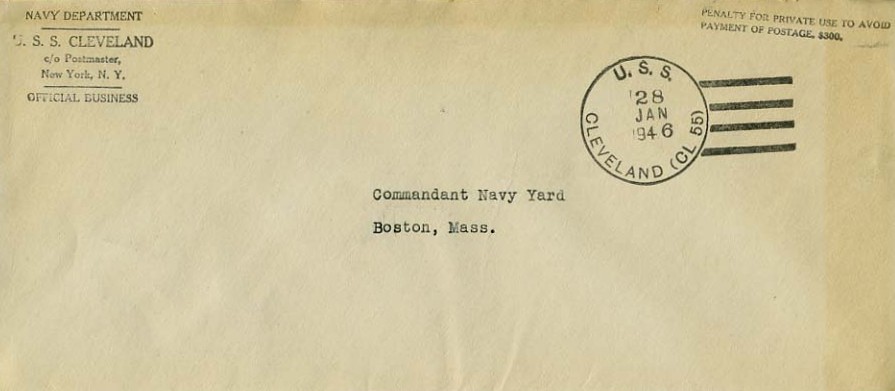 NAVY DEPARTMENT
U. S. S. CLEVELAND
c/o Postmaster,
New York, N. Y.
OFFICIAL BUSINESS
PENALTY FOR PRIVATE USE TO AVOID
PAYMENT OF POSTAGE, $300.
U. S. S.
28
JAN
1946
CLEVELAND (CL 55)
Commandant Navy Yard
Boston, Mass.